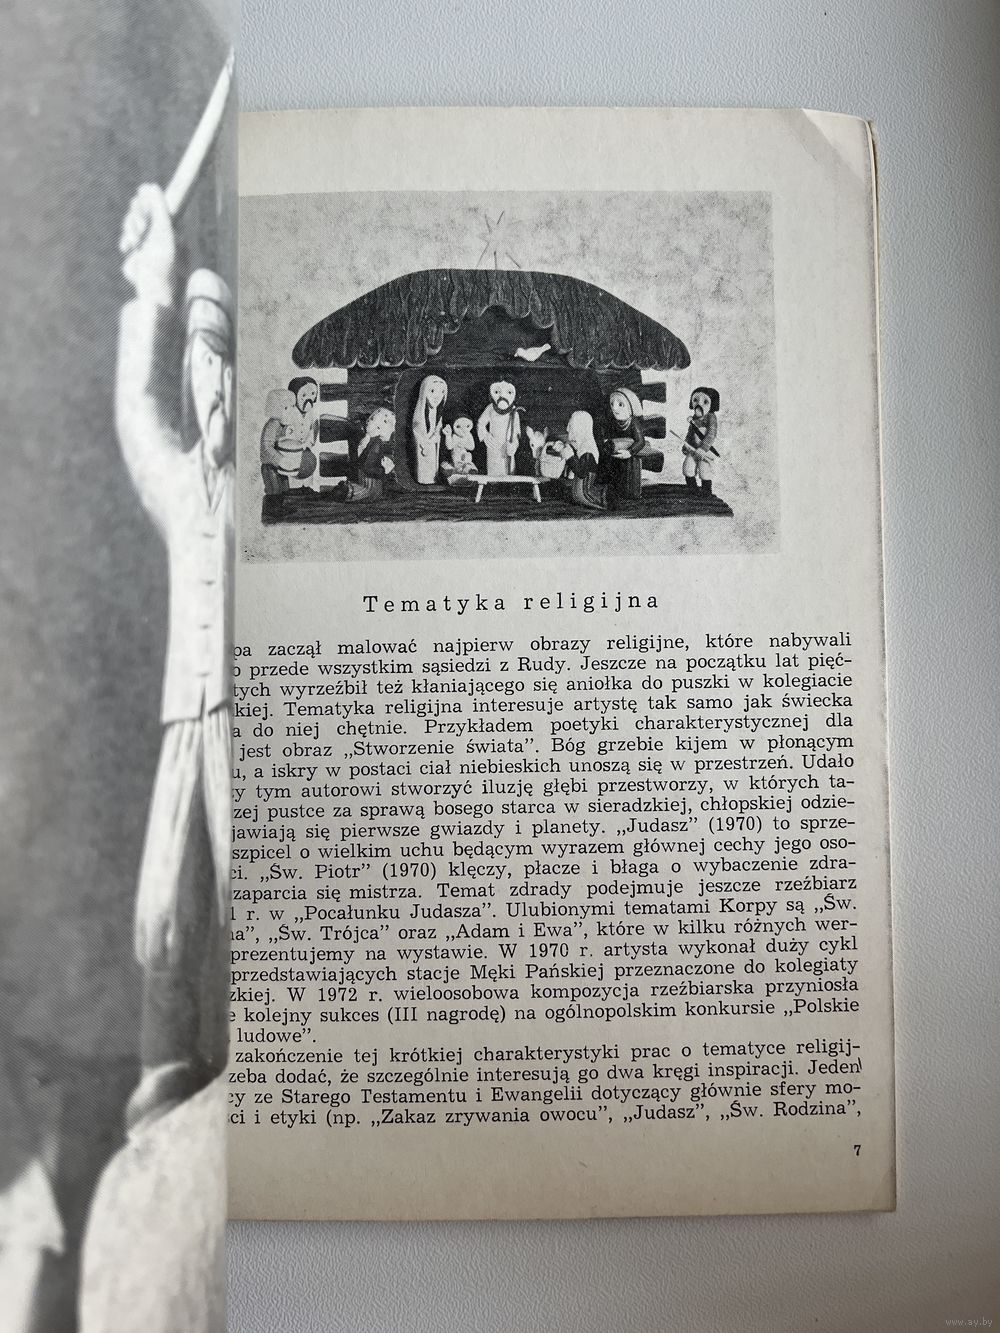 Tematyka religijna
zaczął malować najpierw obrazy religijne, które nabywali
przede wszystkim sąsiedzi z Rudy. Jeszcze na początku lat pięć-
tych wyrzeźbił też kłaniającego się aniołka do puszki w kolegiacie
kiej. Tematyka religijna interesuje artystę tak samo jak świecka
a do niej chętnie. Przykładem poetyki charakterystycznej dla
jest obraz „Stworzenie świata”. Bóg grzebie kijem w płonącym
u, a iskry w postaci ciał niebieskich unoszą się w przestrzeń. Udało
zy tym autorowi stworzyć iluzję głębi przestworzy, w których ta-
zej pustce za sprawą bosego starca w sieradzkiej, chłopskiej odzie-
jawiają się pierwsze gwiazdy i planety. „Judasz” (1970) to sprze-
szpicel o wielkim uchu będącym wyrazem głównej cechy jego oso-
ci. „Św. Piotr” (1970) klęczy, płacze i błaga o wybaczenie zdra-
zaparcia się mistrza. Temat zdrady podejmuje jeszcze rzeźbiarz
1 r. w „Pocałunku Judasza”. Ulubionymi tematami Korpy są „Św.
na”, „Św. Trójca” oraz „Adam i Ewa”, które w kilku różnych wer-
prezentujemy na wystawie. W 1970 r. artysta wykonał duży cykl
przedstawiających stacje Męki Pańskiej przeznaczone do kolegiaty
zkiej. W 1972 r. wieloosobowa kompozycja rzeźbiarska przyniosła
e kolejny sukces (III nagrodę) na ogólnopolskim konkursie „Polskie
ludowe”.
zakończenie tej krótkiej charakterystyki prac o tematyce religij-
zeba dodać, że szczególnie interesują go dwa kręgi inspiracji. Jeden
cy ze Starego Testamentu i Ewangelii dotyczący głównie sfery mo-
ści i etyki (np. „Zakaz zrywania owocu”, „Judasz”, „Św. Rodzina”,
7
www.ay.by